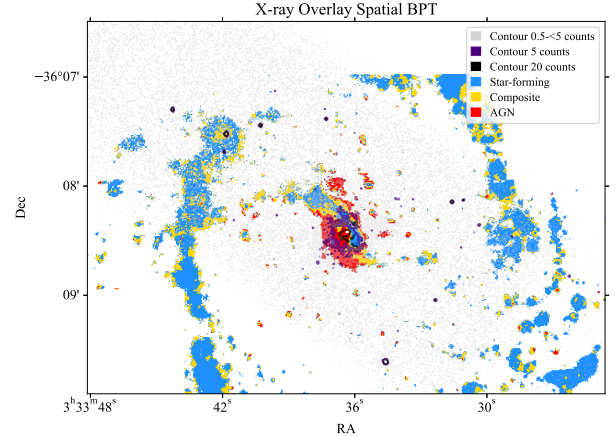 X-ray Overlay Spatial BPT
Contour 0.5-<5 counts
Contour 5 counts
Contour 20 counts
Star-forming
Composite
AGN
−36°07'
08'
09'
Dec
3ʰ33ᵐ48ˢ
42ˢ
36ˢ
30ˢ
RA